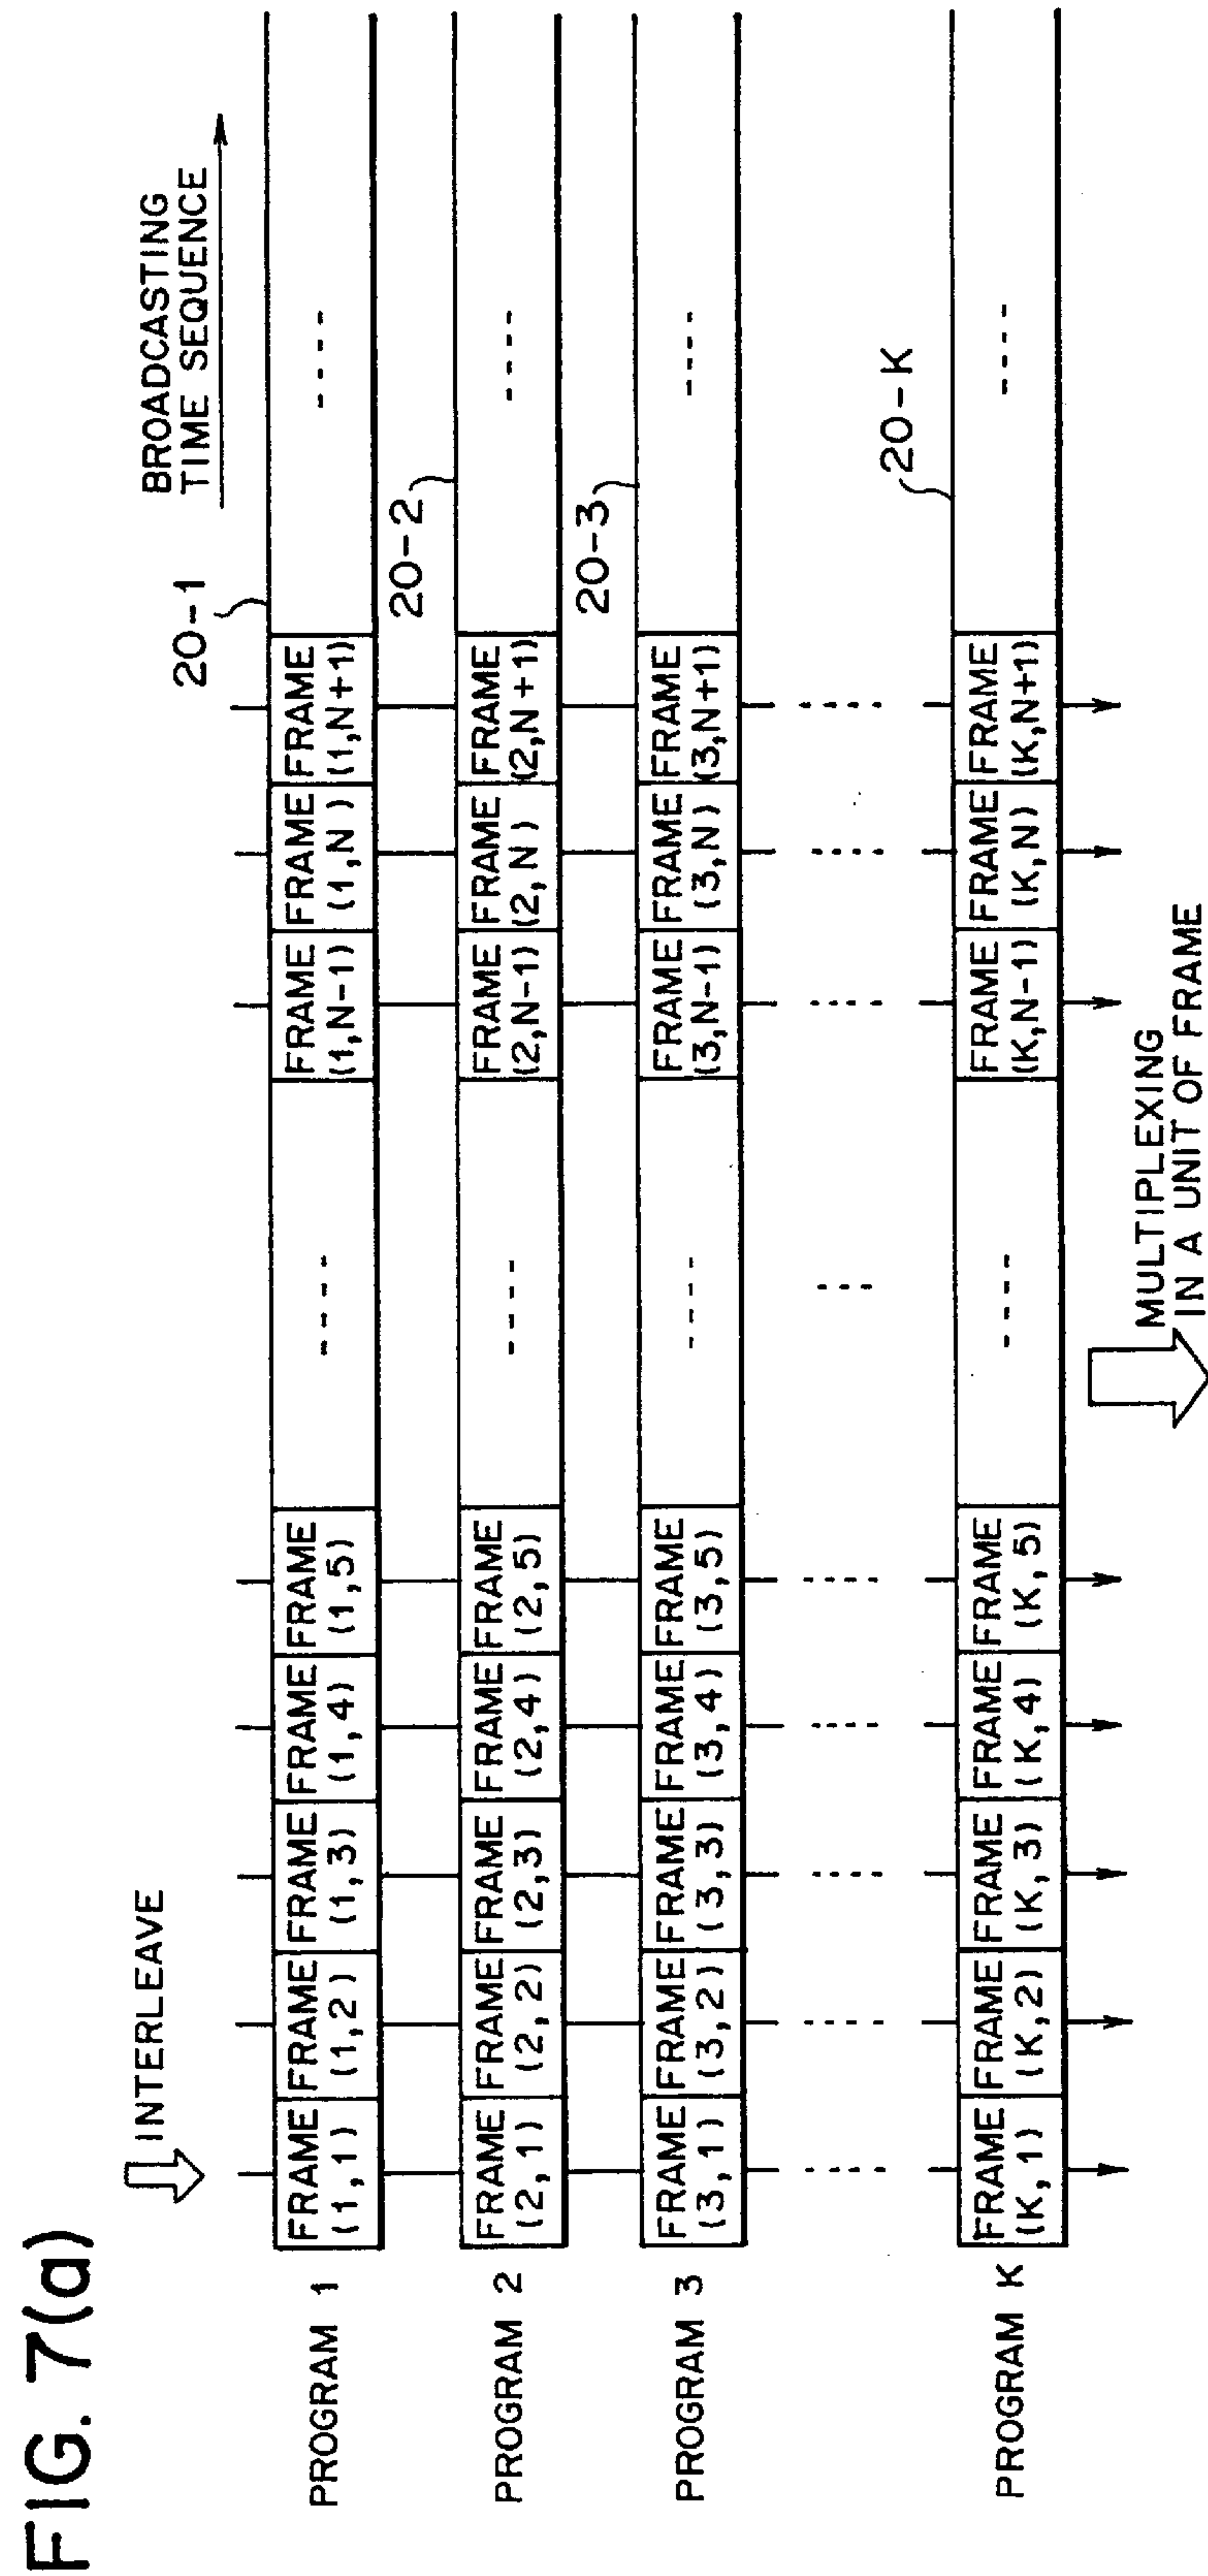 FIG. 7(a)
INTERLEAVE
BROADCASTING
TIME SEQUENCE
20-1
PROGRAM 1
FRAME
(1,1)
FRAME
(1,2)
FRAME
(1,3)
FRAME
(1,4)
FRAME
(1,5)
----
FRAME
(1,N-1)
FRAME
(1,N)
FRAME
(1,N+1)
----
20-2
PROGRAM 2
FRAME
(2,1)
FRAME
(2,2)
FRAME
(2,3)
FRAME
(2,4)
FRAME
(2,5)
----
FRAME
(2,N-1)
FRAME
(2,N)
FRAME
(2,N+1)
----
20-3
PROGRAM 3
FRAME
(3,1)
FRAME
(3,2)
FRAME
(3,3)
FRAME
(3,4)
FRAME
(3,5)
----
FRAME
(3,N-1)
FRAME
(3,N)
FRAME
(3,N+1)
----
20-K
PROGRAM K
FRAME
(K,1)
FRAME
(K,2)
FRAME
(K,3)
FRAME
(K,4)
FRAME
(K,5)
----
FRAME
(K,N-1)
FRAME
(K,N)
FRAME
(K,N+1)
----
MULTIPLEXING
IN A UNIT OF FRAME